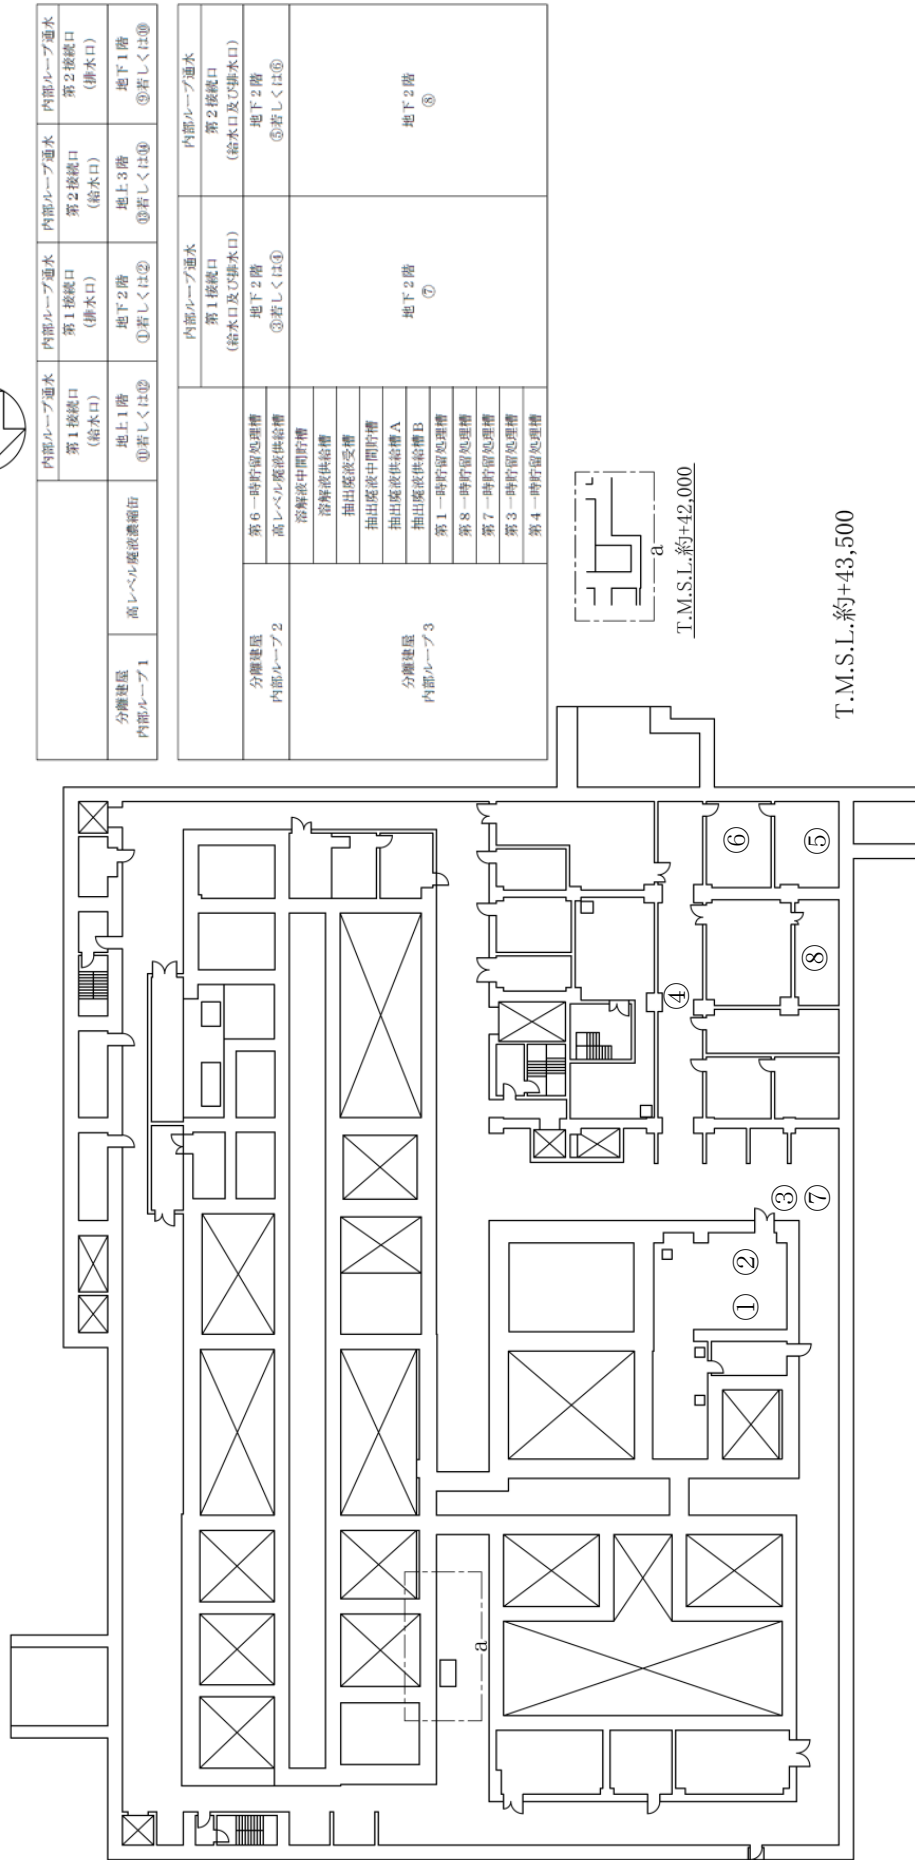 内部ループ通水
第1接続口
(給水口)
内部ループ通水
第1接続口
(排水口)
内部ループ通水
第2接続口
(給水口)
内部ループ通水
第2接続口
(排水口)
分離建屋
内部ループ1
高レベル廃液濃縮缶
地上1階
⑪若しくは⑫
地下2階
①若しくは②
地上3階
⑬若しくは⑭
地下1階
⑨若しくは⑩
内部ループ通水
第1接続口
(給水口及び排水口)
内部ループ通水
第2接続口
(給水口及び排水口)
分離建屋
内部ループ2
第6一時貯留処理槽
高レベル廃液供給槽
地下2階
③若しくは④
地下2階
⑤若しくは⑥
分離建屋
内部ループ3
溶解液中間貯槽
溶解液供給槽
抽出廃液受槽
抽出廃液中間貯槽
抽出廃液供給槽A
抽出廃液供給槽B
第1一時貯留処理槽
第8一時貯留処理槽
第7一時貯留処理槽
第3一時貯留処理槽
第4一時貯留処理槽
地下2階
⑦
地下2階
⑧
a
T.M.S.L.約+42,000
T.M.S.L.約+43,500
⑥
⑤
⑧
④
③
⑦
②
①
a